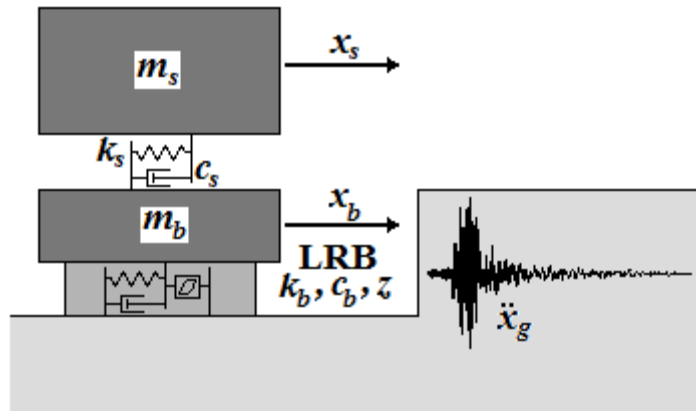 m_s
x_s
k_s
c_s
m_b
x_b
LRB
k_b, c_b, z
ẍ_g